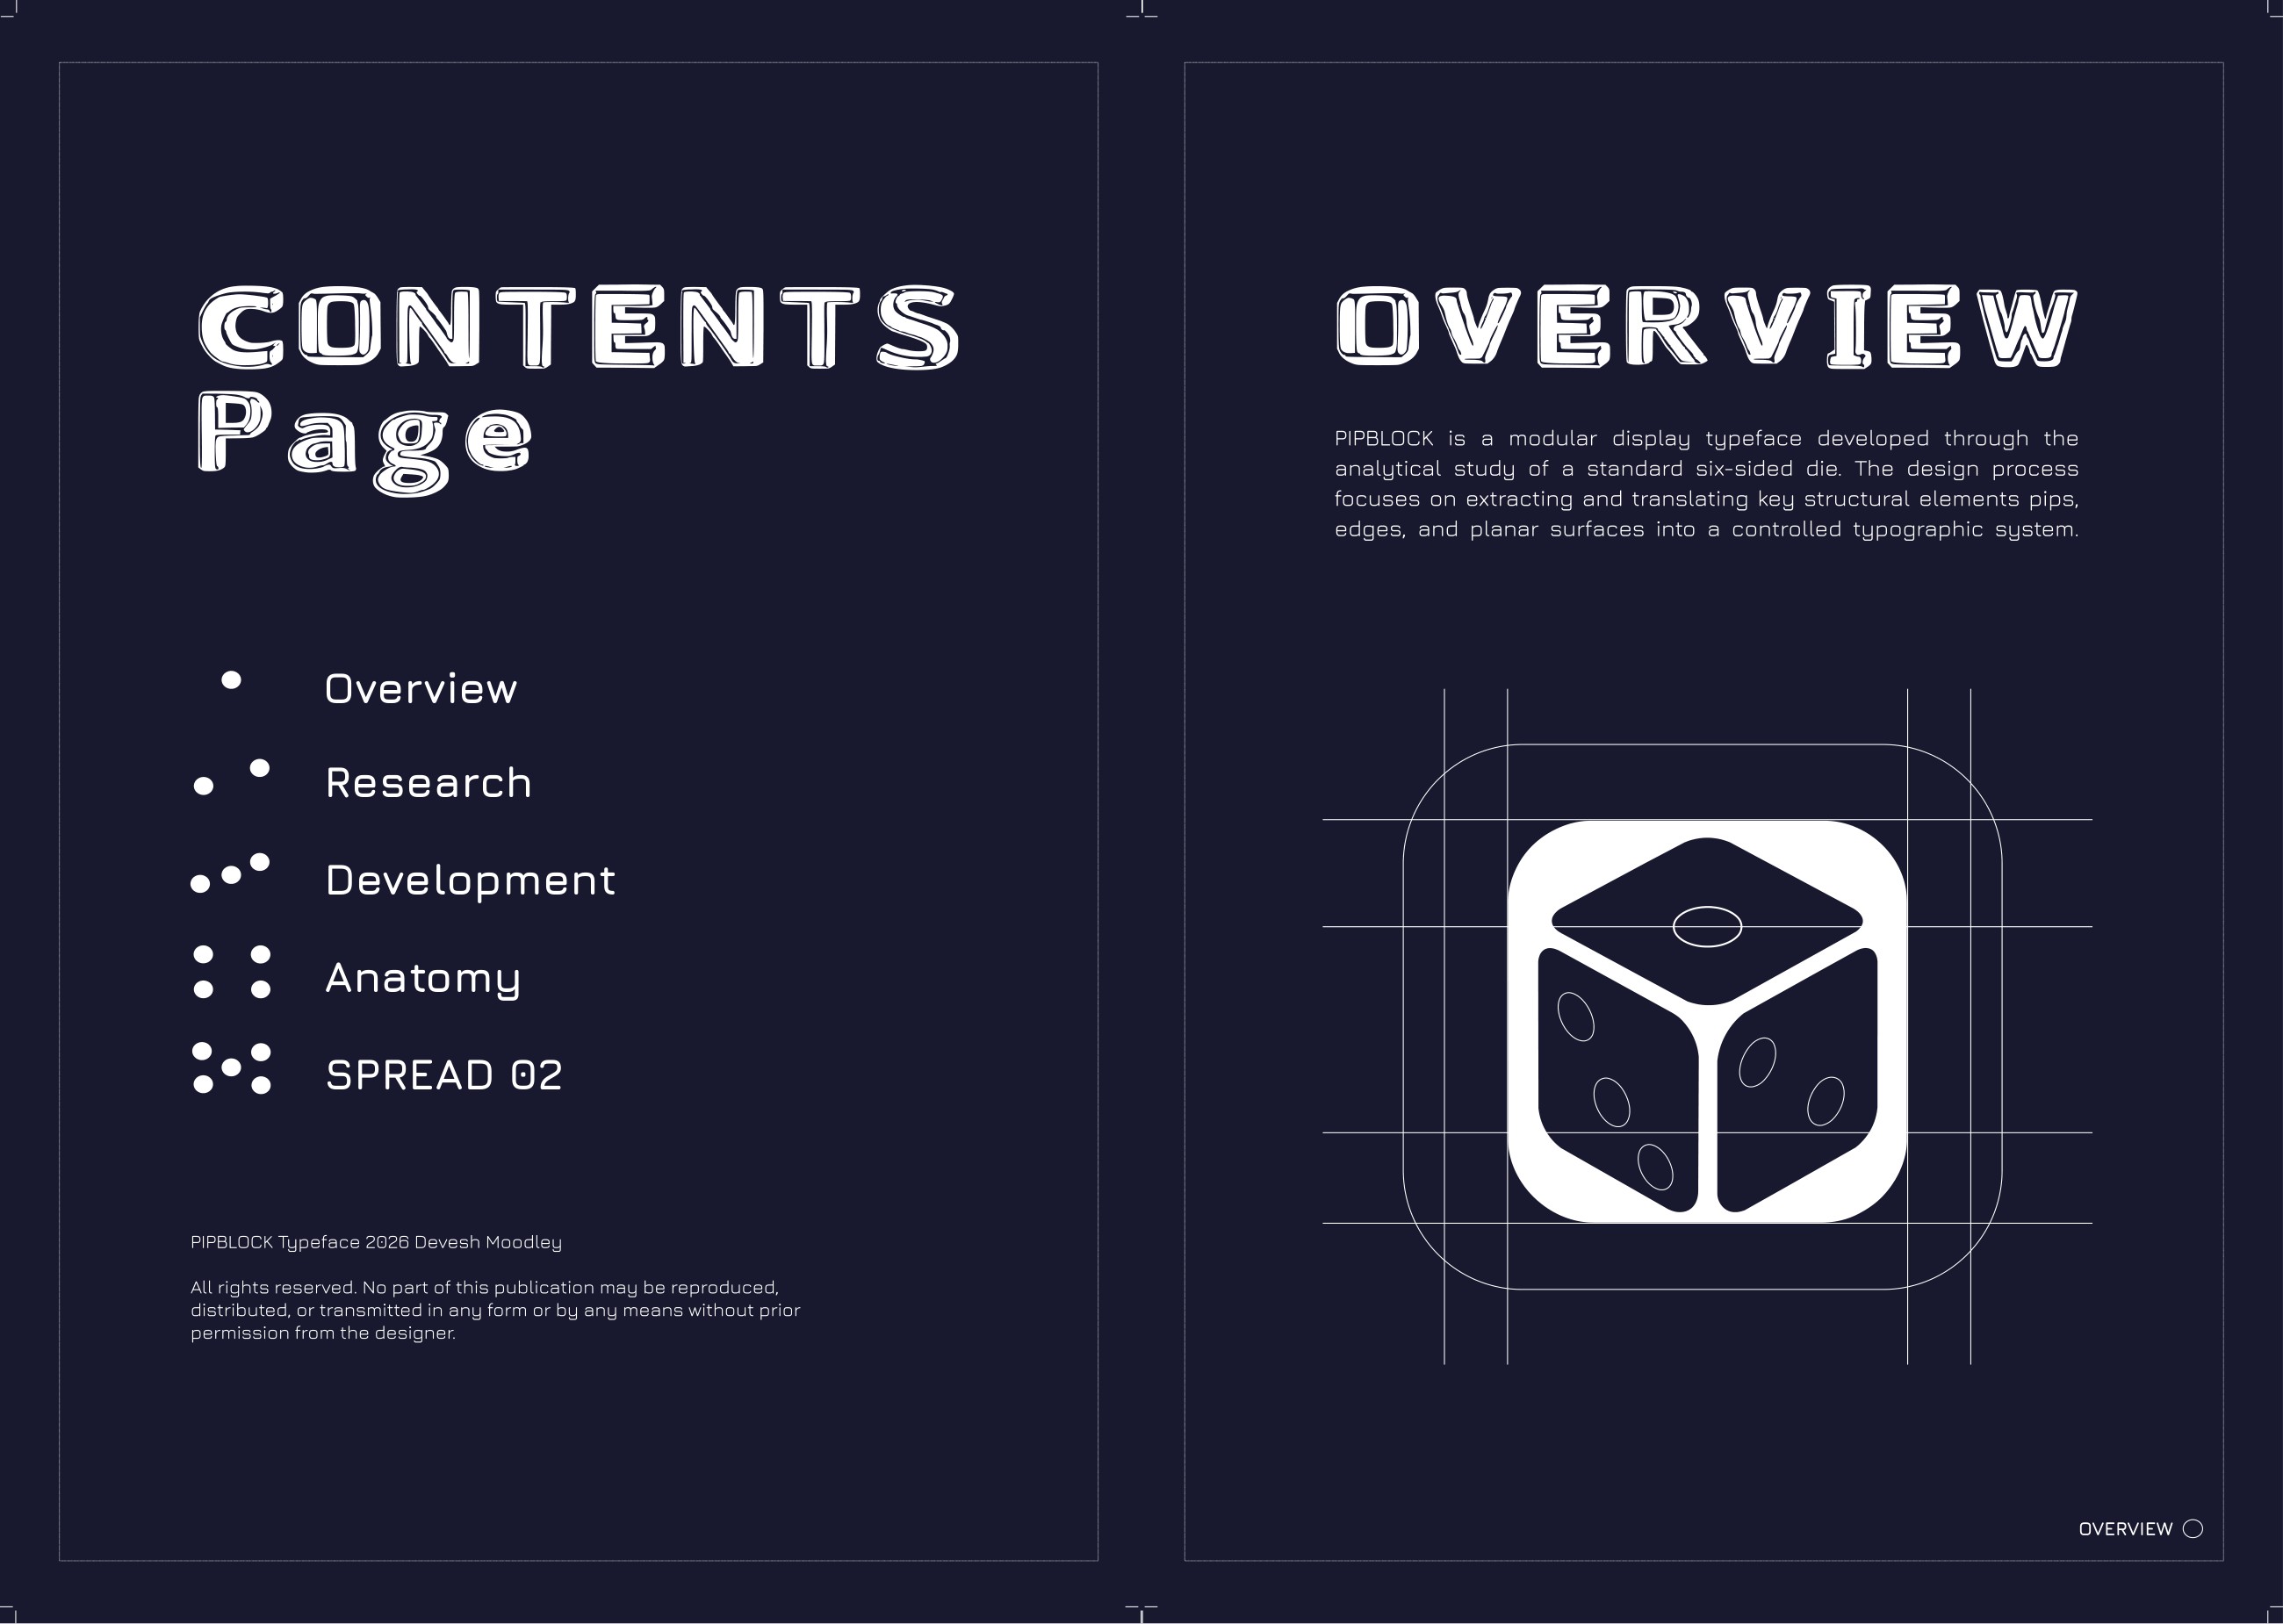 CONTENTS
Page
Overview
Research
Development
Anatomy
SPREAD 02
PIPBLOCK Typeface 2026 Devesh Moodley
All rights reserved. No part of this publication may be reproduced,
distributed, or transmitted in any form or by any means without prior
permission from the designer.
OVERVIEW
PIPBLOCK is a modular display typeface developed through the
analytical study of a standard six-sided die. The design process
focuses on extracting and translating key structural elements pips,
edges, and planar surfaces into a controlled typographic system.
OVERVIEW